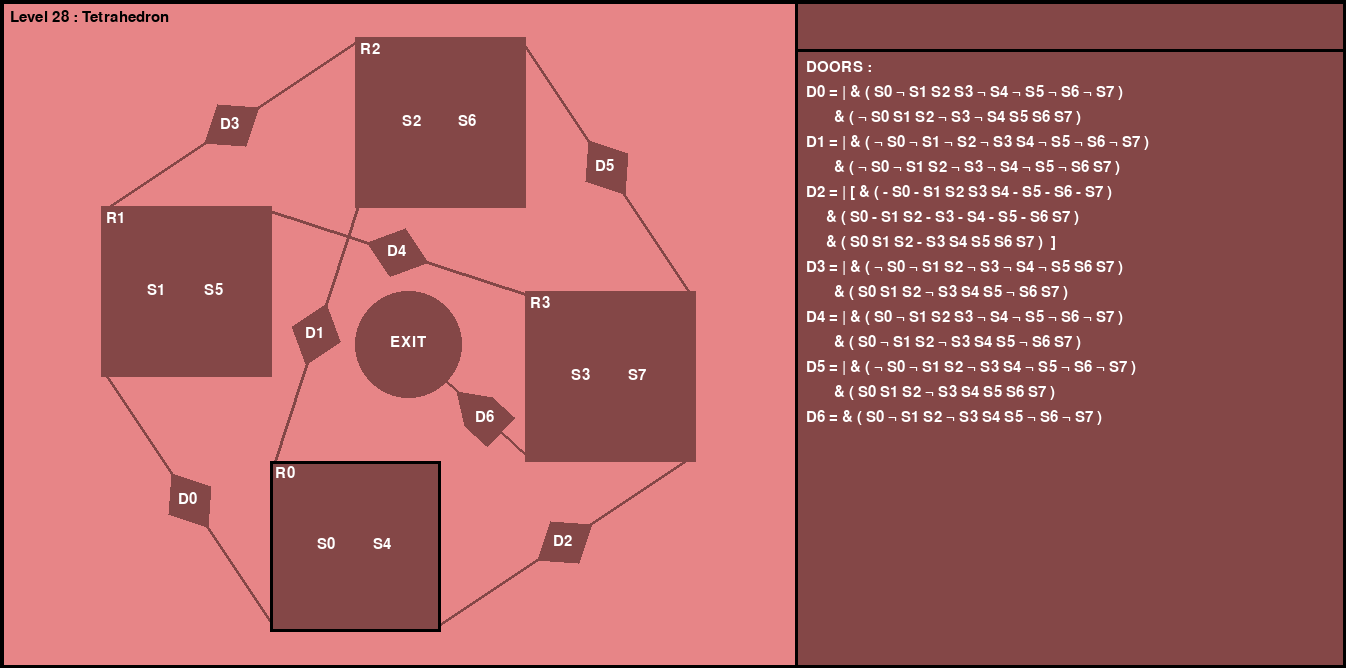 Level 28 : Tetrahedron
R2
S2 S6
D3
D5
R1
S1 S5
D4
R3
S3 S7
D1
EXIT
D6
R0
S0 S4
D0
D2
DOORS :
D0 = | & ( S0 ¬ S1 S2 S3 ¬ S4 ¬ S5 ¬ S6 ¬ S7 )
& ( ¬ S0 S1 S2 ¬ S3 ¬ S4 S5 S6 S7 )
D1 = | & ( ¬ S0 ¬ S1 ¬ S2 ¬ S3 S4 ¬ S5 ¬ S6 ¬ S7 )
& ( ¬ S0 ¬ S1 S2 ¬ S3 ¬ S4 ¬ S5 ¬ S6 S7 )
D2 = | [ & ( - S0 - S1 S2 S3 S4 - S5 - S6 - S7 )
& ( S0 - S1 S2 - S3 - S4 - S5 - S6 S7 )
& ( S0 S1 S2 - S3 S4 S5 S6 S7 ) ]
D3 = | & ( ¬ S0 ¬ S1 S2 ¬ S3 ¬ S4 ¬ S5 S6 S7 )
& ( S0 S1 S2 ¬ S3 S4 S5 ¬ S6 S7 )
D4 = | & ( S0 ¬ S1 S2 S3 ¬ S4 ¬ S5 ¬ S6 ¬ S7 )
& ( S0 ¬ S1 S2 ¬ S3 S4 S5 ¬ S6 S7 )
D5 = | & ( ¬ S0 ¬ S1 S2 ¬ S3 S4 ¬ S5 ¬ S6 ¬ S7 )
& ( S0 S1 S2 ¬ S3 S4 S5 S6 S7 )
D6 = & ( S0 ¬ S1 S2 ¬ S3 S4 S5 ¬ S6 ¬ S7 )